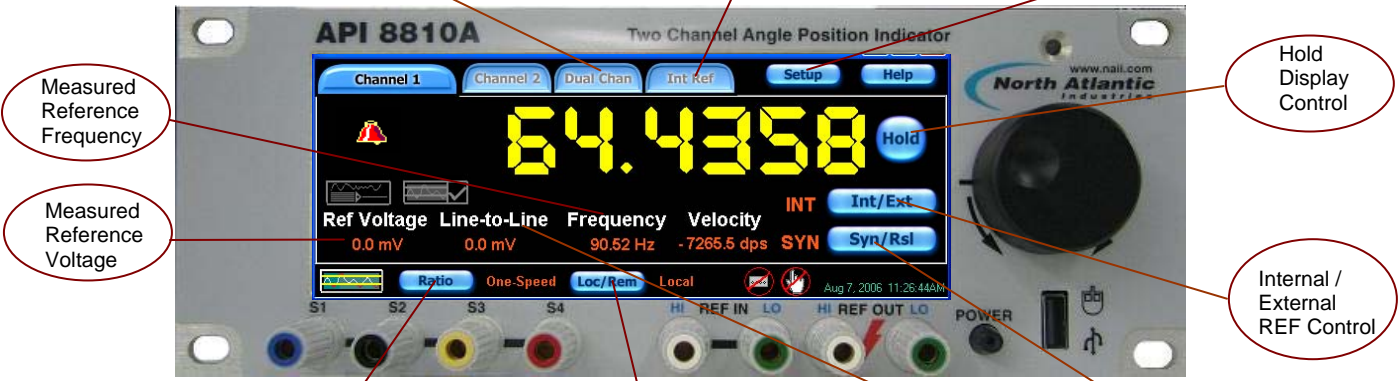 API 8810A
Two Channel Angle Position Indicator
Channel 1
Channel 2
Dual Chan
Int Ref
Setup
Help
www.naii.com
North Atlantic
Industries
Measured
Reference
Frequency
Hold
Display
Control
64.4358
Hold
Measured
Reference
Voltage
INT
Int/Ext
Ref Voltage
Line-to-Line
Frequency
Velocity
0.0 mV
0.0 mV
90.52 Hz
-7265.5 dps
SYN
Syn/Rsl
Ratio
One-Speed
Loc/Rem
Local
Aug 7, 2006 11:26:44AM
Internal /
External
REF Control
S1
S2
S3
S4
HI REF IN LO
HI REF OUT LO
POWER